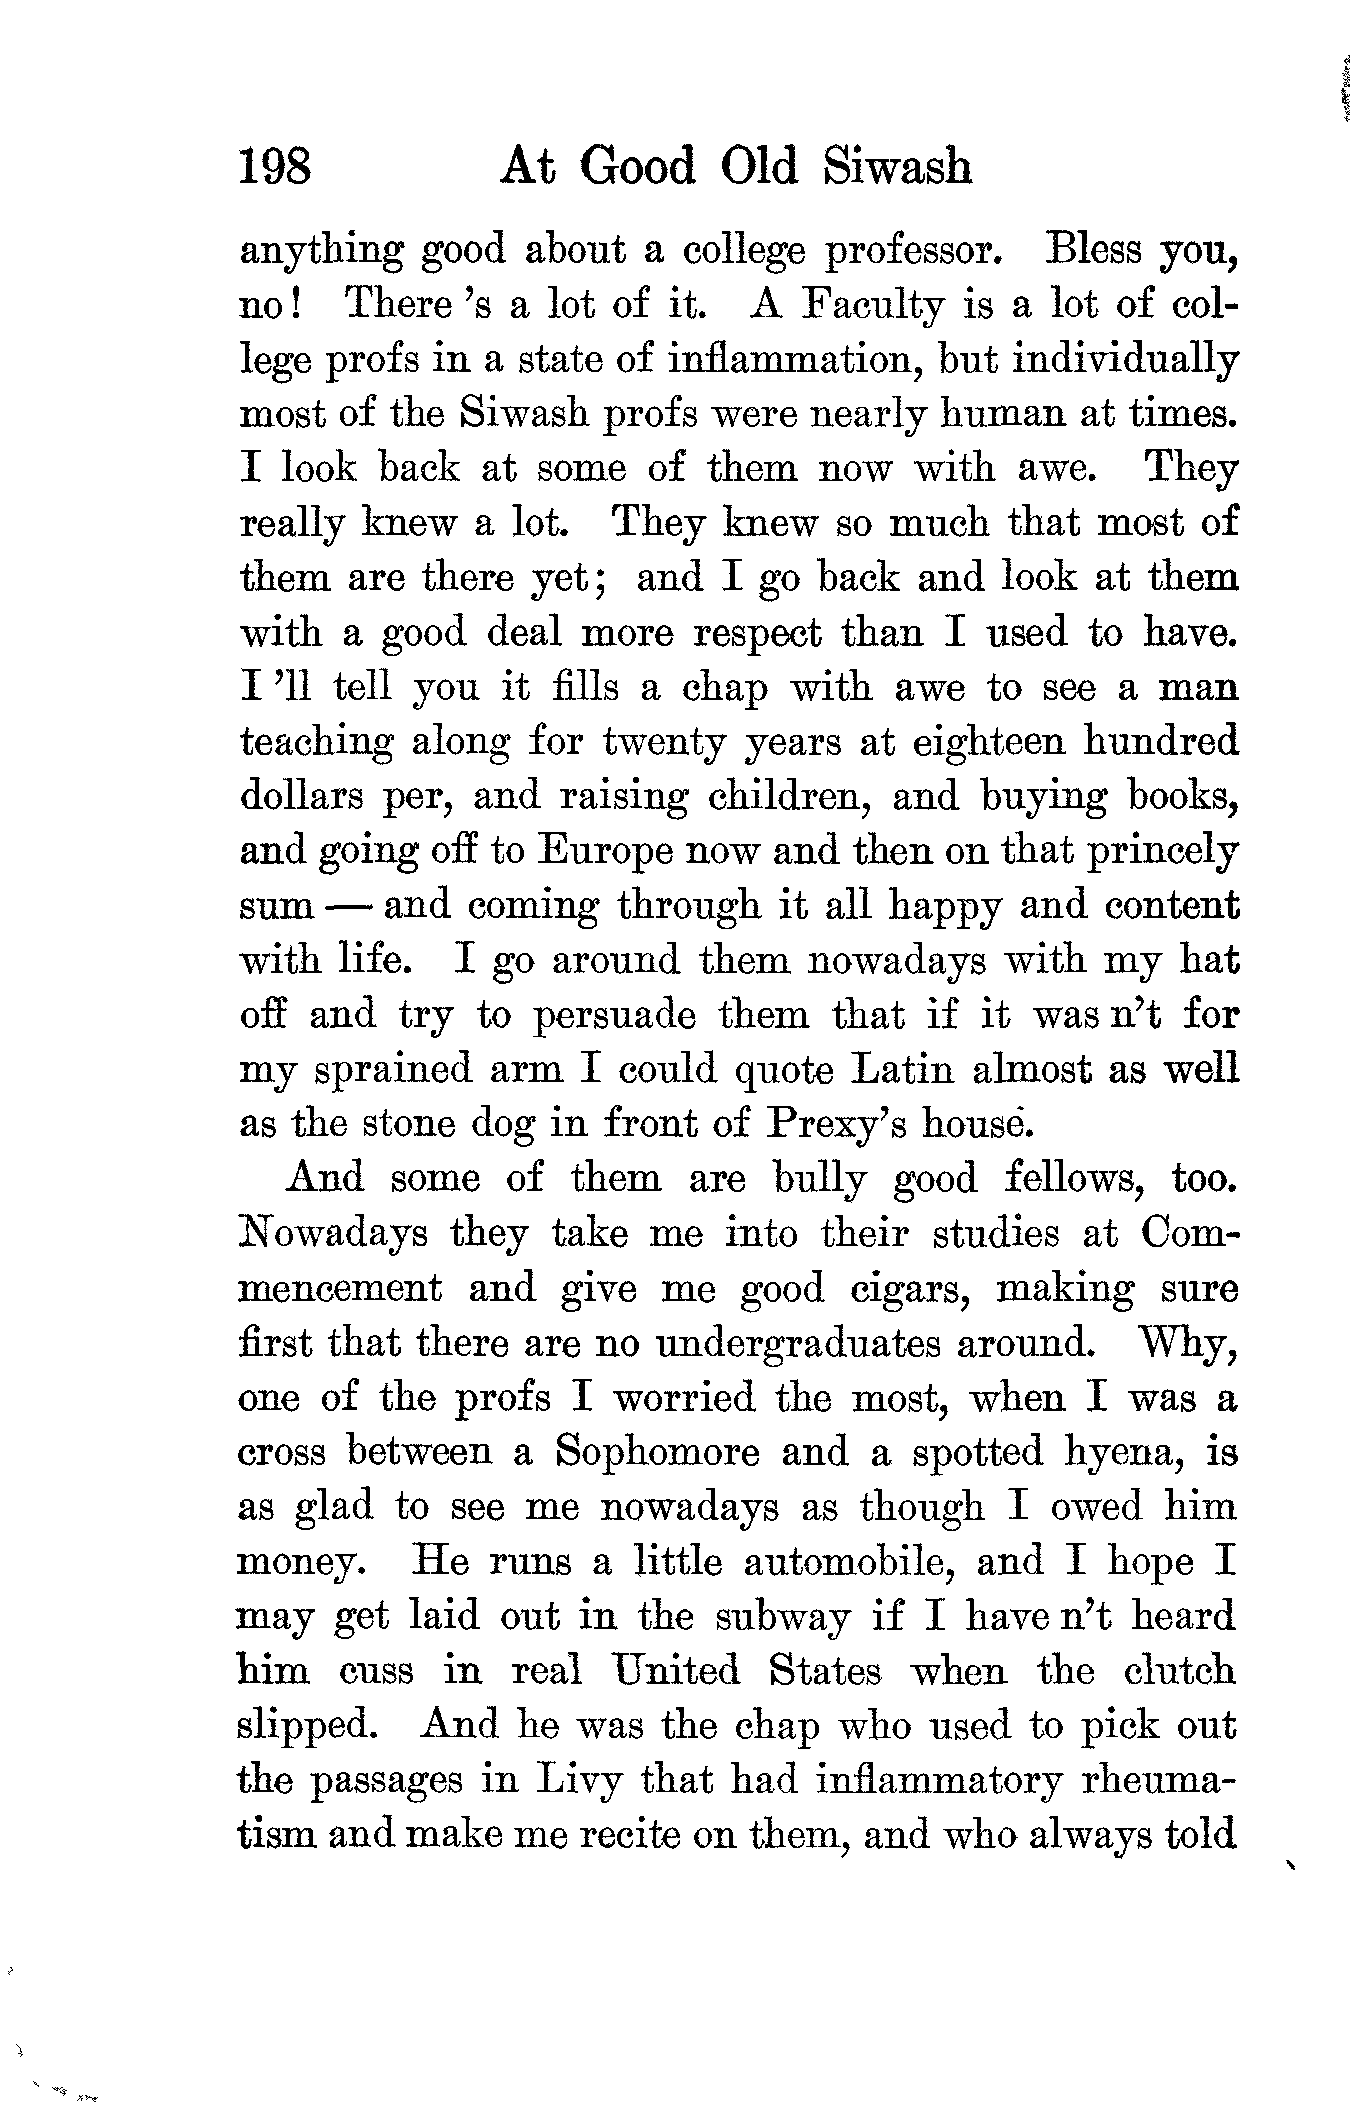 198 At Good Old Siwash
anything good about a college professor. Bless you,
no! There 's a lot of it. A Faculty is a lot of col-
lege profs in a state of inflammation, but individually
most of the Siwash profs were nearly human at times.
I look back at some of them now with awe. They
really knew a lot. They knew so much that most of
them are there yet; and I go back and look at them
with a good deal more respect than I used to have.
I 'll tell you it fills a chap with awe to see a man
teaching along for twenty years at eighteen hundred
dollars per, and raising children, and buying books,
and going off to Europe now and then on that princely
sum — and coming through it all happy and content
with life. I go around them nowadays with my hat
off and try to persuade them that if it was n't for
my sprained arm I could quote Latin almost as well
as the stone dog in front of Prexy's house.
And some of them are bully good fellows, too.
Nowadays they take me into their studies at Com-
mencement and give me good cigars, making sure
first that there are no undergraduates around. Why,
one of the profs I worried the most, when I was a
cross between a Sophomore and a spotted hyena, is
as glad to see me nowadays as though I owed him
money. He runs a little automobile, and I hope I
may get laid out in the subway if I have n't heard
him cuss in real United States when the clutch
slipped. And he was the chap who used to pick out
the passages in Livy that had inflammatory rheuma-
tism and make me recite on them, and who always told